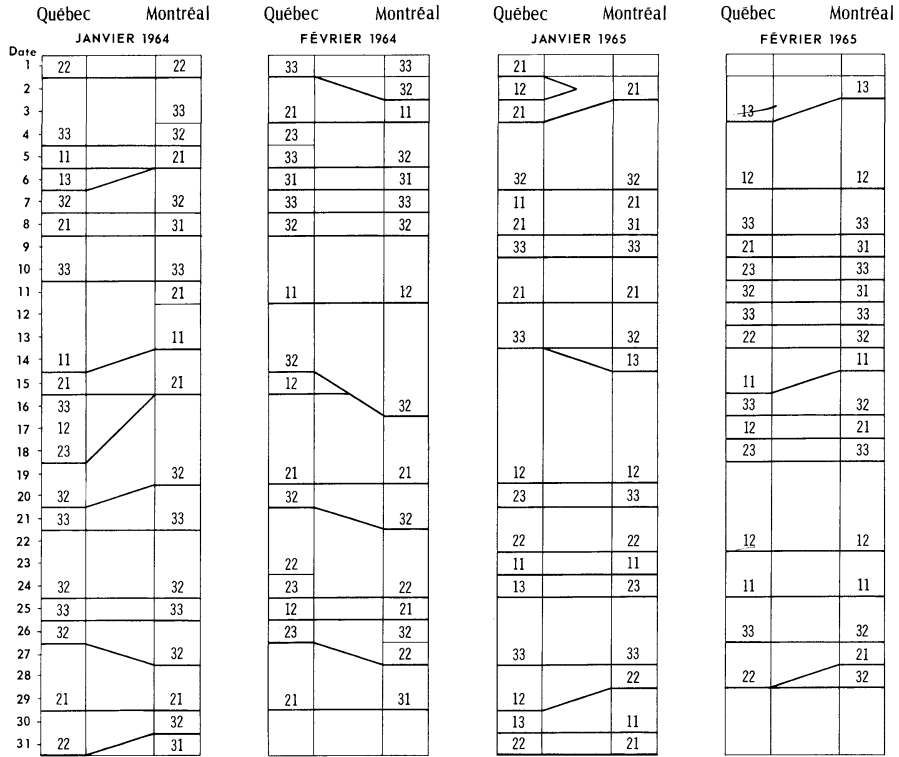 Québec Montréal Québec Montréal Québec Montréal Québec Montréal
JANVIER 1964 FÉVRIER 1964 JANVIER 1965 FÉVRIER 1965
Date
1 22 22 33 33 21
2 32 12 21 13
3 33 21 11 21 13
4 33 32 23
5 11 21 33 32
6 13 31 31 32 32 12 12
7 32 32 33 33 11 21
8 21 31 32 32 21 31 33 33
9 33 33 21 31
10 33 33 23 33
11 21 11 12 21 21 32 31
12 33 33
13 11 33 32 22 32
14 11 32 13 11
15 21 21 12 11
16 33 32 33 32
17 12 12 21
18 23 23 33
19 32 21 21 12 12
20 32 32 23 33
21 33 33 32
22 22 22 12 12
23 22 11 11
24 32 32 23 22 13 23 11 11
25 33 33 12 21
26 32 23 32 33 32
27 32 22 33 33 21
28 22 22 32
29 21 21 21 31 12
30 32 13 11
31 22 31 22 21